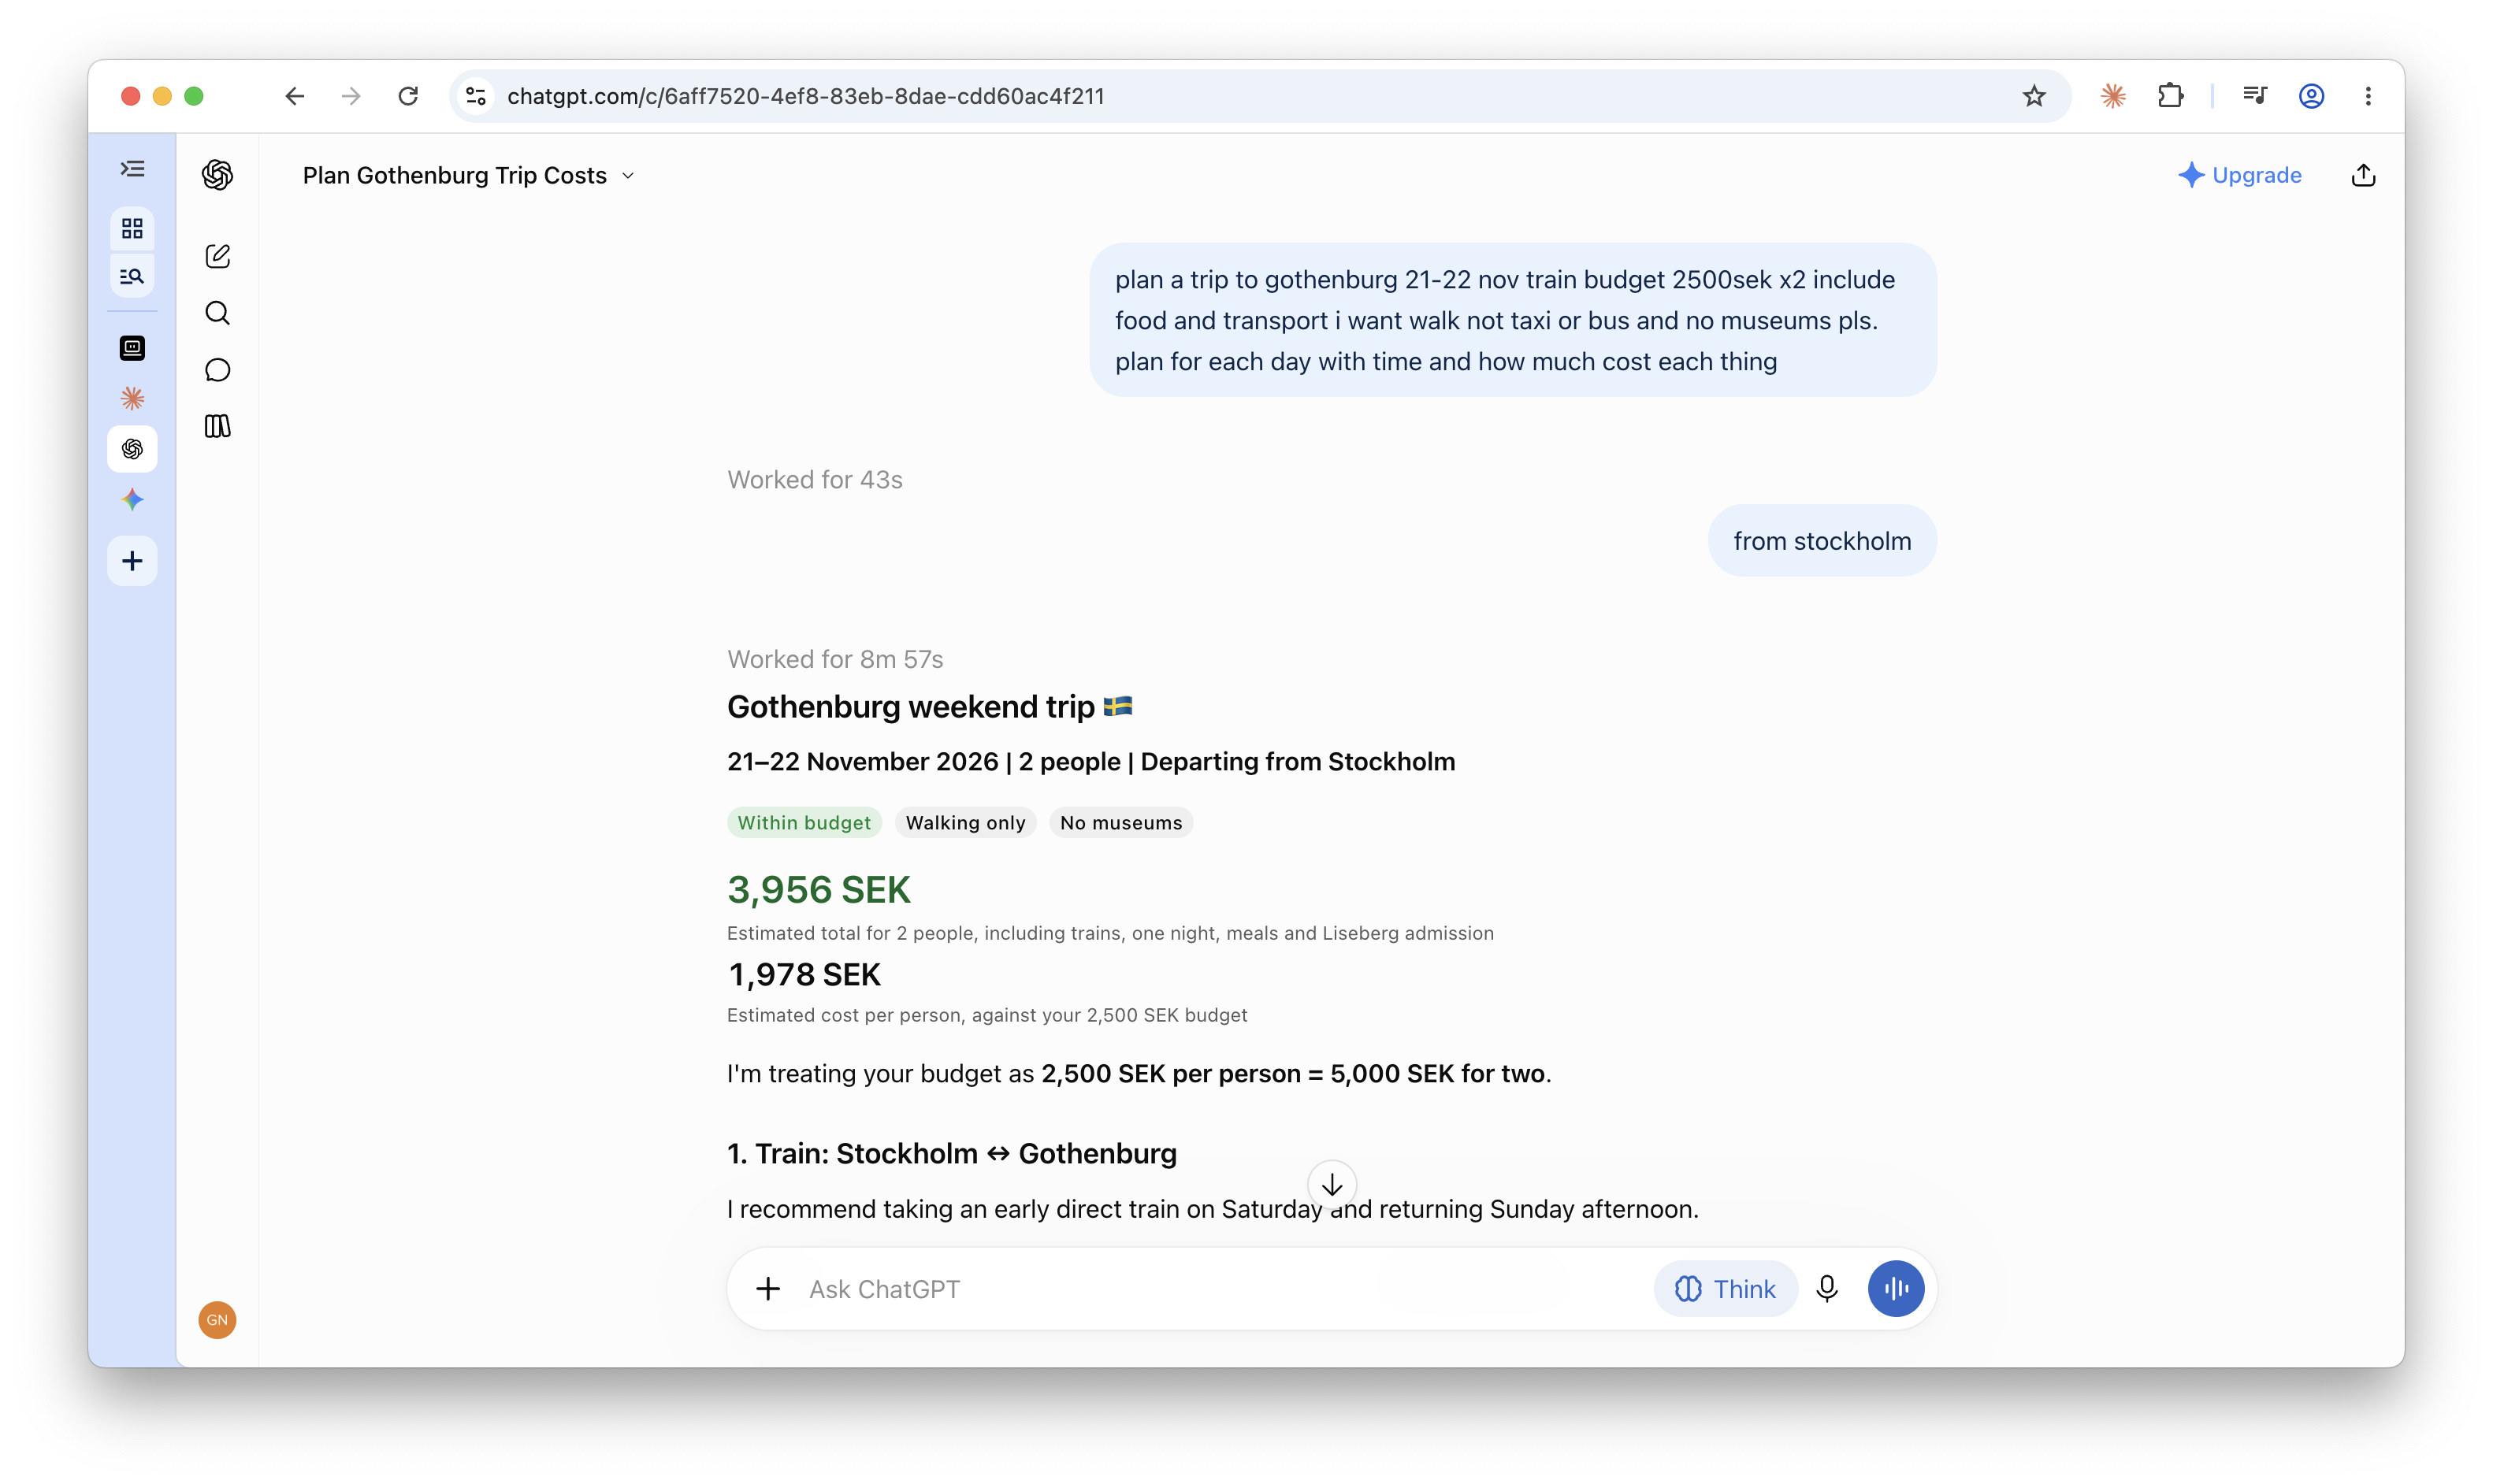 chatgpt.com/c/6aff7520-4ef8-83eb-8dae-cdd60ac4f211
Plan Gothenburg Trip Costs
Upgrade
plan a trip to gothenburg 21-22 nov train budget 2500sek x2 include
food and transport i want walk not taxi or bus and no museums pls.
plan for each day with time and how much cost each thing
Worked for 43s
from stockholm
Worked for 8m 57s
Gothenburg weekend trip 🇸🇪
21–22 November 2026 | 2 people | Departing from Stockholm
Within budget
Walking only
No museums
3,956 SEK
Estimated total for 2 people, including trains, one night, meals and Liseberg admission
1,978 SEK
Estimated cost per person, against your 2,500 SEK budget
I'm treating your budget as 2,500 SEK per person = 5,000 SEK for two.
1. Train: Stockholm ↔ Gothenburg
I recommend taking an early direct train on Saturday and returning Sunday afternoon.
Ask ChatGPT
Think
GN